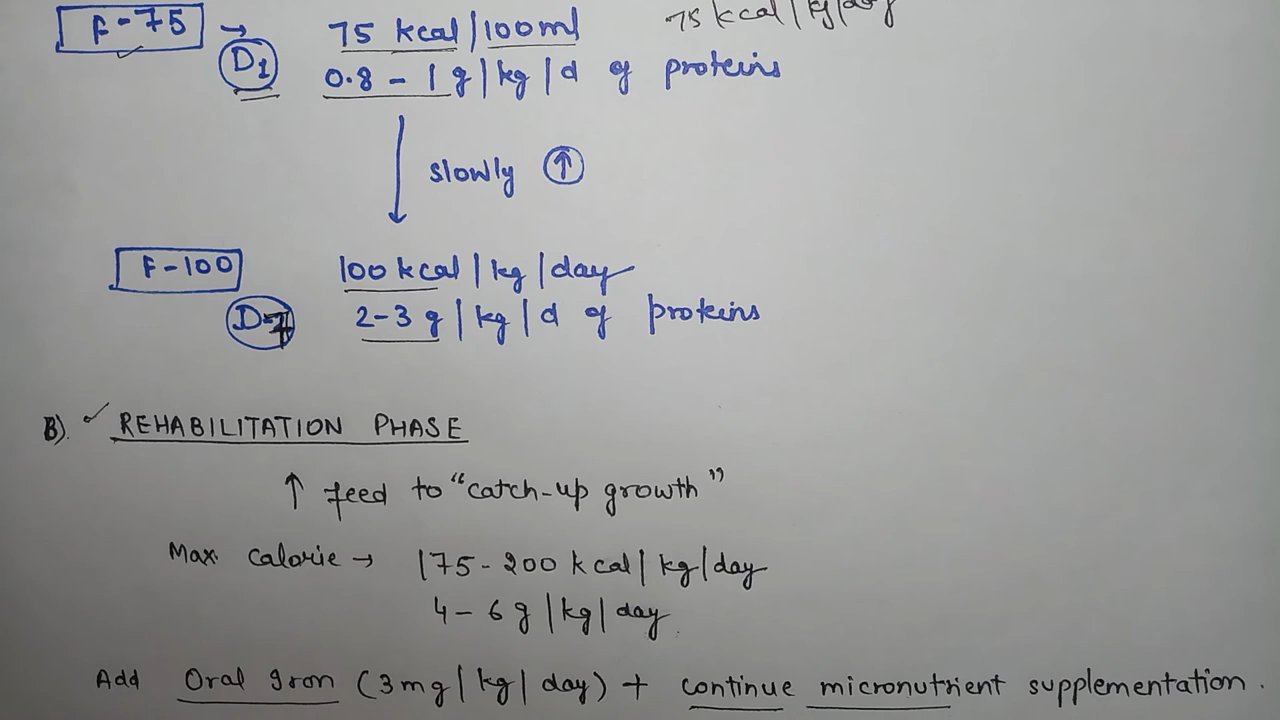 F-75 → 75 kcal/100ml 75 kcal/kg/day
D1 0.8 - 1 g/kg/d of proteins
slowly ↑
F-100 100 kcal/kg/day
D-7 2-3 g/kg/d of proteins
B). ✓ REHABILITATION PHASE
↑ feed to "catch-up growth"
Max. calorie → 175-200 kcal/kg/day
4-6 g/kg/day.
Add Oral Iron (3mg/kg/day) + continue micronutrient supplementation.